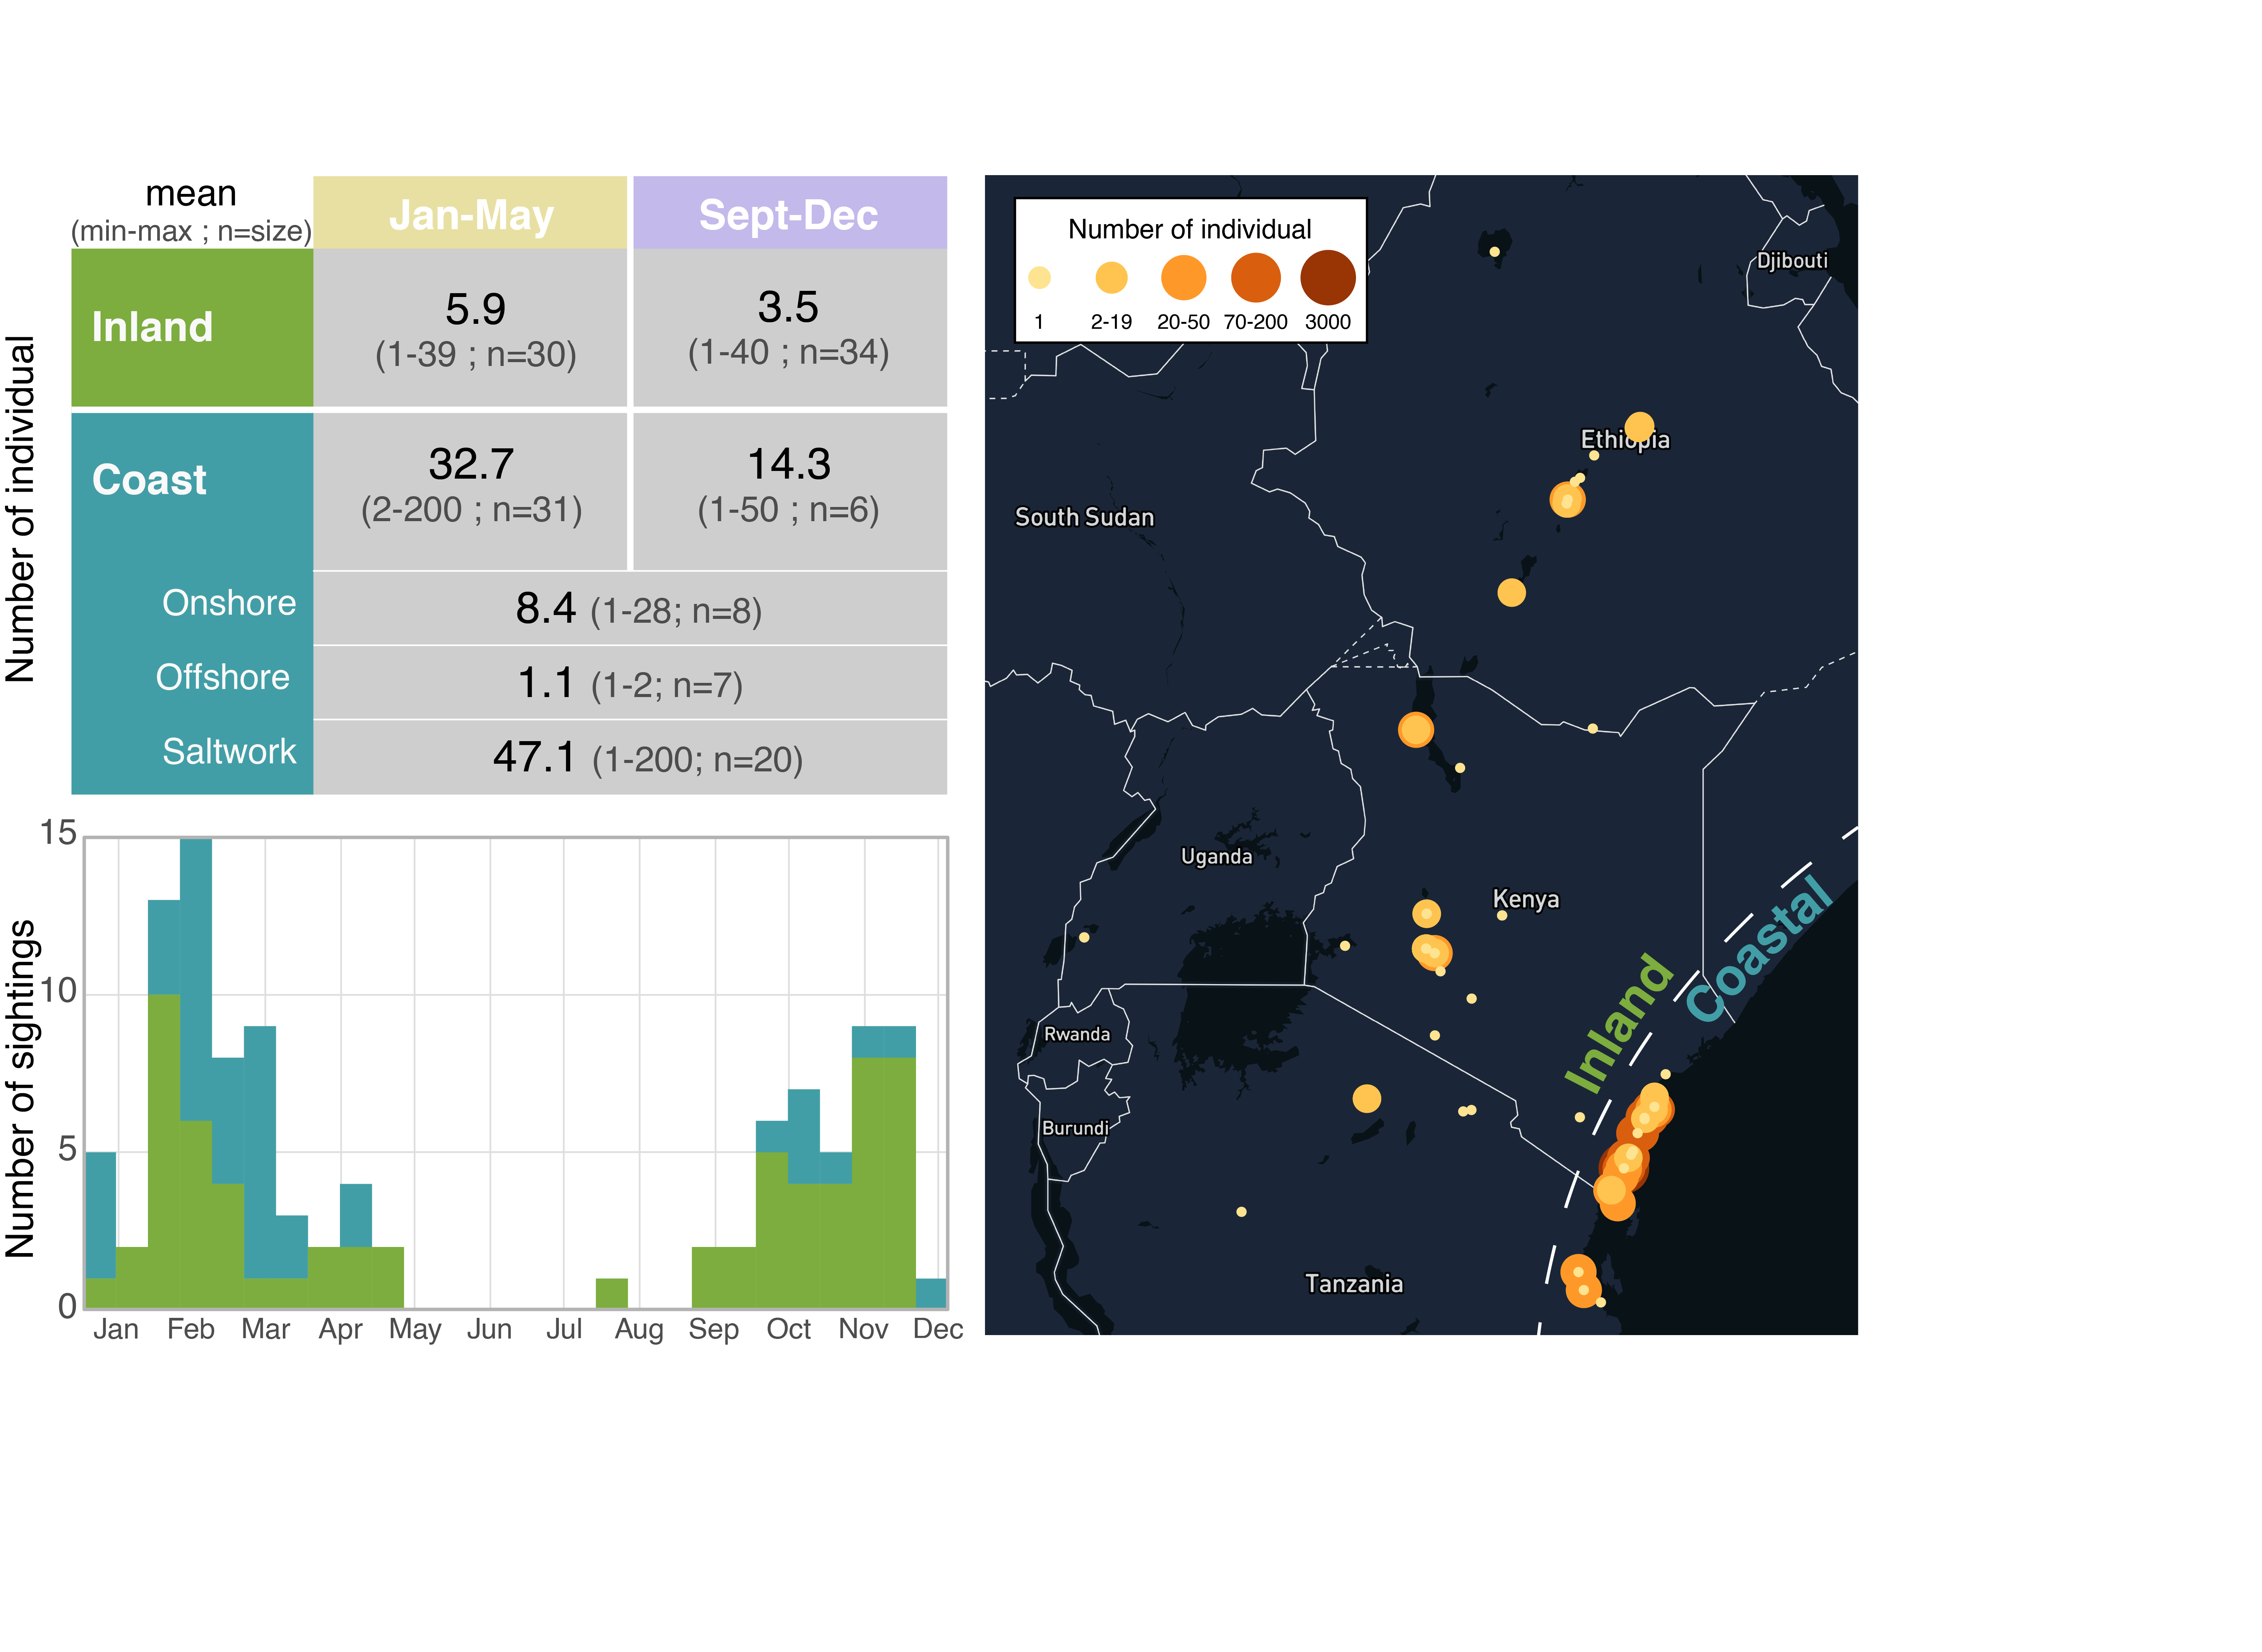 mean
(min-max ; n=size)
Jan-May
Sept-Dec
Number of individual
Inland
5.9
(1-39 ; n=30)
3.5
(1-40 ; n=34)
Coast
32.7
(2-200 ; n=31)
14.3
(1-50 ; n=6)
Onshore
8.4 (1-28; n=8)
Offshore
1.1 (1-2; n=7)
Saltwork
47.1 (1-200; n=20)
Number of sightings
15
10
5
0
Jan Feb Mar Apr May Jun Jul Aug Sep Oct Nov Dec
Number of individual
1 2-19 20-50 70-200 3000
Djibouti
Ethiopia
South Sudan
Uganda
Kenya
Coastal
Inland
Rwanda
Burundi
Tanzania